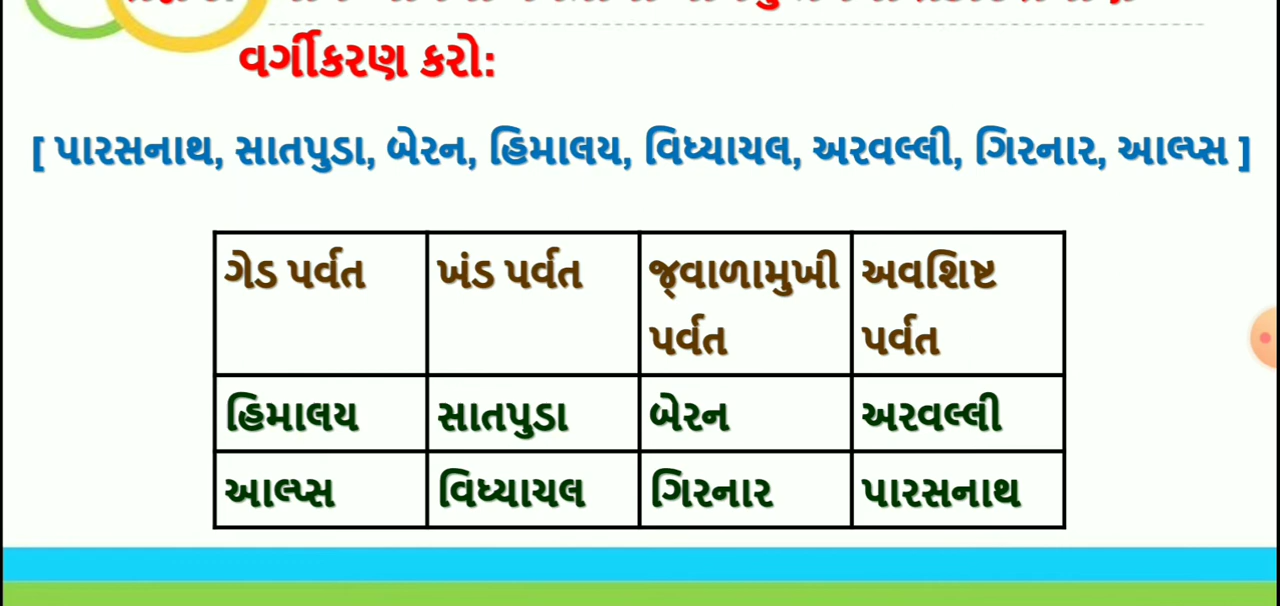 વર્ગીકરણ કરો:
[ પારસનાથ, સાતપુડા, બેરન, હિમાલય, વિધ્યાચલ, અરવલ્લી, ગિરનાર, આલ્પ્સ ]
ગેડ પર્વત ખંડ પર્વત જ્વાળામુખી પર્વત અવશિષ્ટ પર્વત
હિમાલય સાતપુડા બેરન અરવલ્લી
આલ્પ્સ વિધ્યાચલ ગિરનાર પારસનાથ